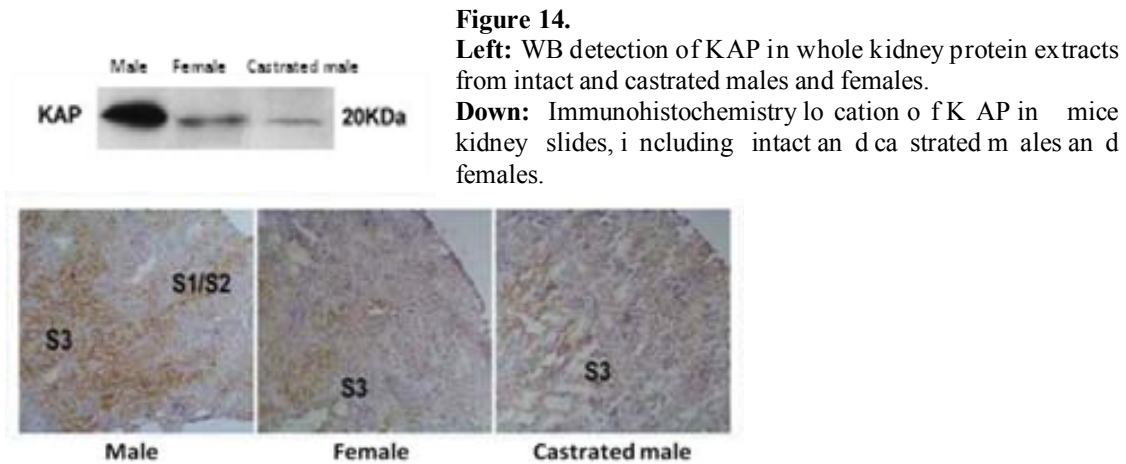 Figure 14.
Left: WB detection of KAP in whole kidney protein extracts
from intact and castrated males and females.
Down: Immunohistochemistry lo cation o f K AP in mice
kidney slides, i ncluding intact an d ca strated m ales an d
females.
Male Female Castrated male
KAP 20KDa
S1/S2
S3
S3
S3
Male Female Castrated male